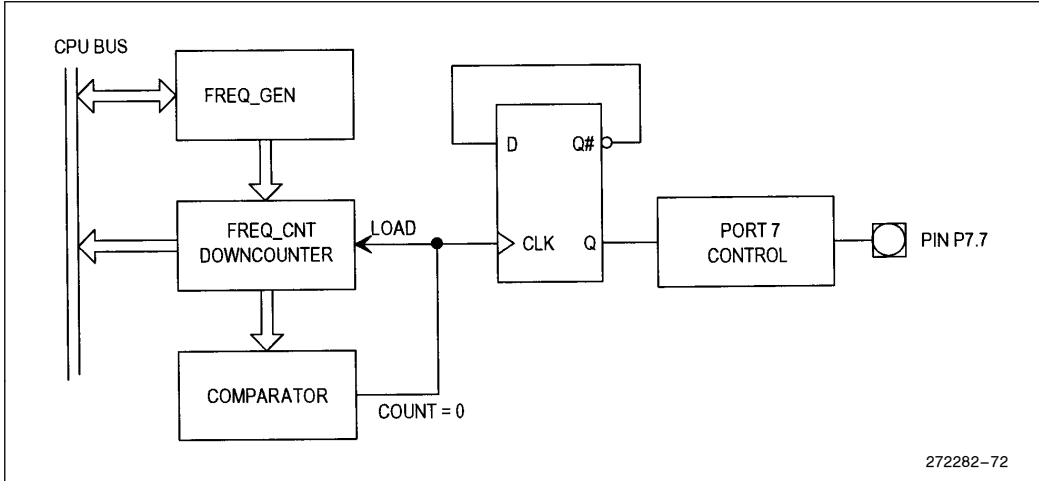 CPU BUS
FREQ_GEN
FREQ_CNT
DOWNCOUNTER
LOAD
COMPARATOR
COUNT = 0
D
Q#
CLK
Q
PORT 7
CONTROL
PIN P7.7
272282–72